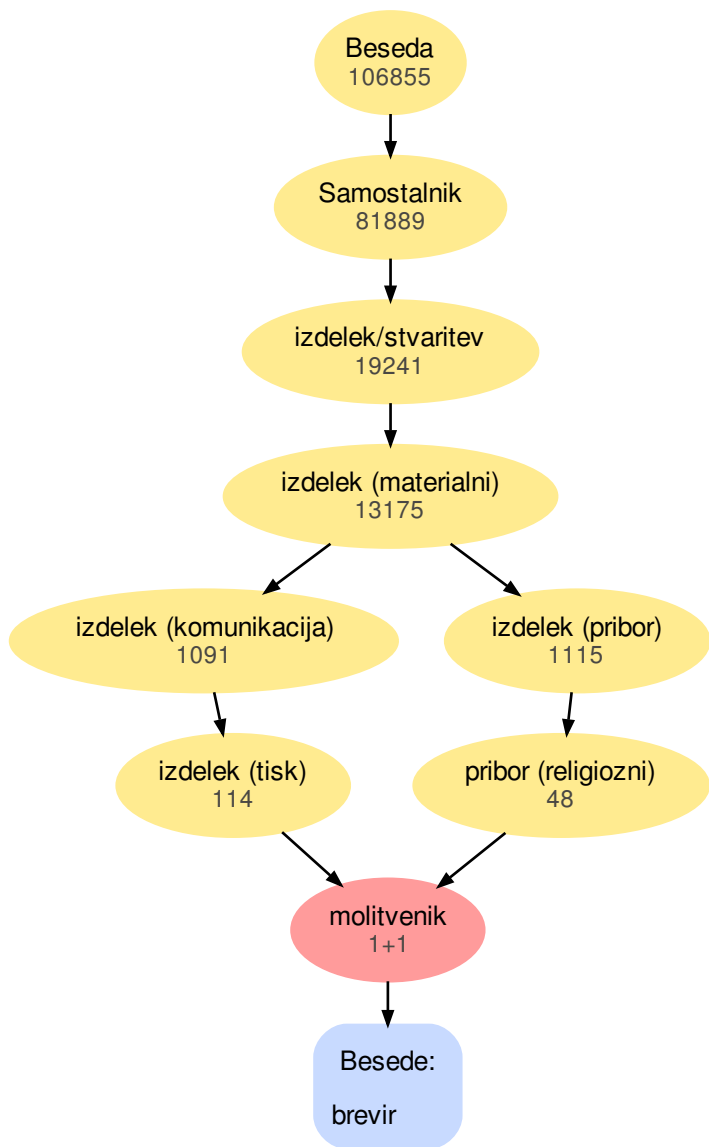 Beseda
106855
Samostalnik
81889
izdelek/stvaritev
19241
izdelek (materialni)
13175
izdelek (komunikacija)
1091
izdelek (pribor)
1115
izdelek (tisk)
114
pribor (religiozni)
48
molitvenik
1+1
Besede:
brevir